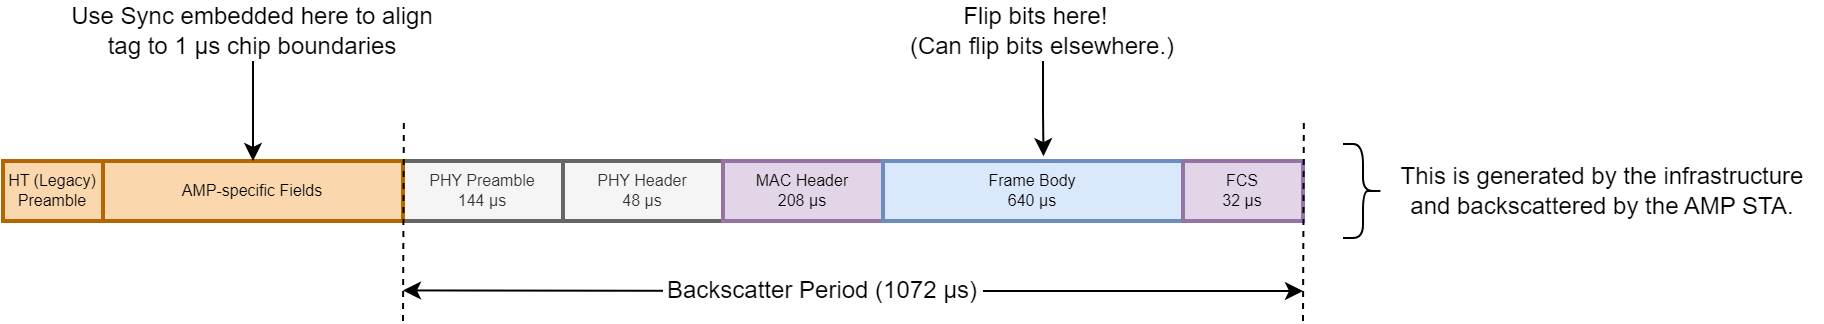 Use Sync embedded here to align
tag to 1 µs chip boundaries
Flip bits here!
(Can flip bits elsewhere.)
HT (Legacy)
Preamble
AMP-specific Fields
PHY Preamble
144 µs
PHY Header
48 µs
MAC Header
208 µs
Frame Body
640 µs
FCS
32 µs
This is generated by the infrastructure
and backscattered by the AMP STA.
Backscatter Period (1072 µs)